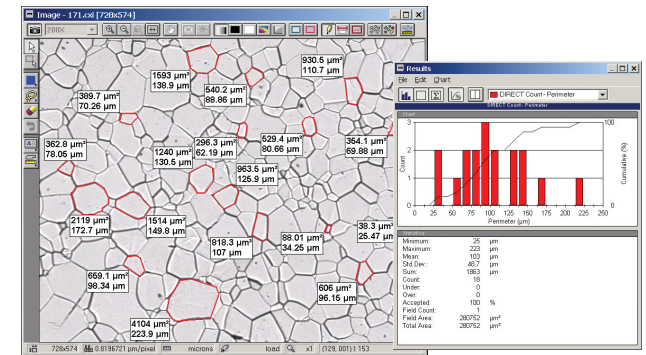 Image - 171.cxl [728x574]
280X
930.5 µm²
110.7 µm
1593 µm²
138.9 µm
540.2 µm²
88.86 µm
389.7 µm²
70.26 µm
362.8 µm²
78.05 µm
296.3 µm²
62.19 µm
529.4 µm²
80.66 µm
354.1 µm²
69.88 µm
1240 µm²
130.5 µm
963.5 µm²
125.9 µm
2119 µm²
172.7 µm
1514 µm²
149.8 µm
818.3 µm²
107 µm
88.01 µm²
34.25 µm
38.3 µm²
25.47 µm
659.1 µm²
98.34 µm
606 µm²
96.15 µm
4104 µm²
223.9 µm
728x574 0.8196721 µm/pixel microns load x1 (129, 001) t 153
Results
File Edit Chart
DIRECT Count - Perimeter
DIRECT Count - Perimeter
Chart
3
2
1
0
Count
100
0
Cumulative (%)
0 25 50 75 100 125 150 175 200 225 250
Perimeter (µm)
Statistics
Minimum: 25 µm
Maximum: 223 µm
Mean: 103 µm
Std Dev.: 48.7 µm
Sum: 1863 µm
Count: 18
Under: 0
Over: 0
Accepted: 100 %
Field Count: 1
Field Area: 280752 µm²
Total Area: 280752 µm²